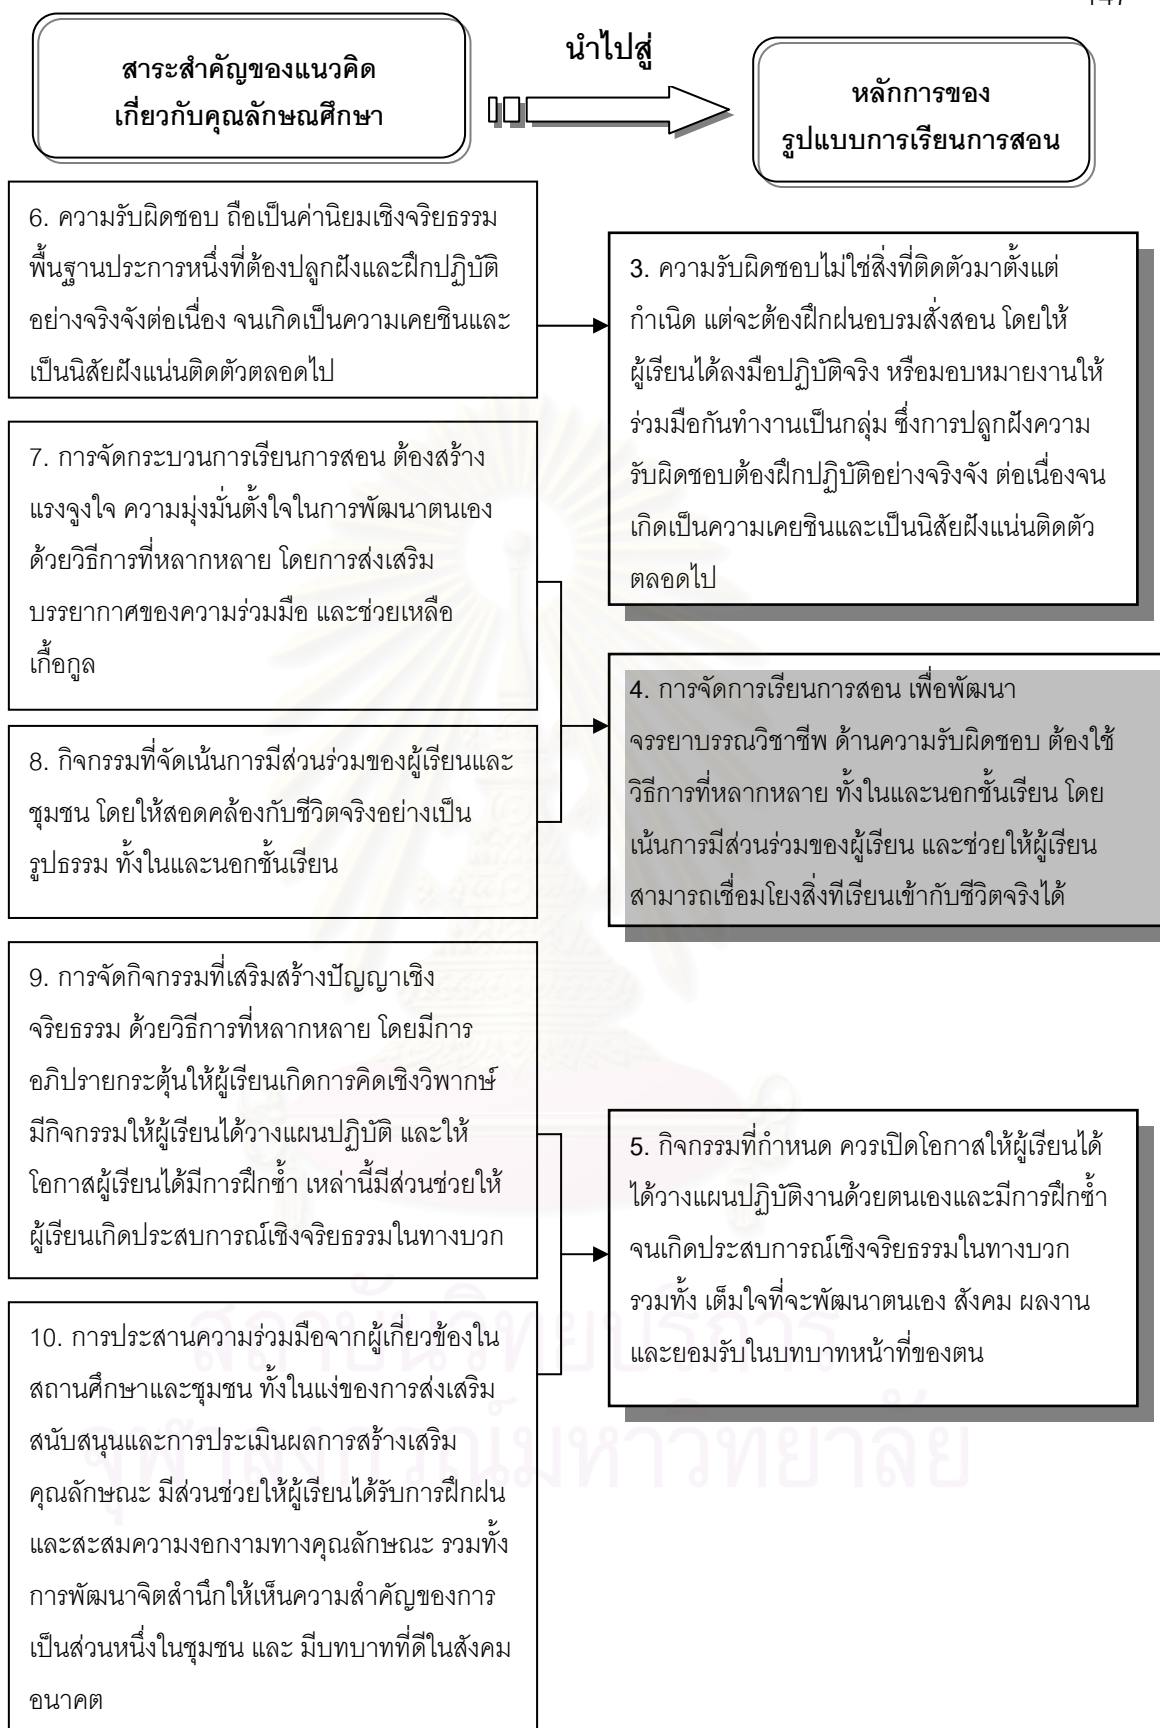 สาระสำคัญของแนวคิด
เกี่ยวกับคุณลักษณศึกษา
นำไปสู่
หลักการของ
รูปแบบการเรียนการสอน
6. ความรับผิดชอบ ถือเป็นค่านิยมเชิงจริยธรรม
พื้นฐานประการหนึ่งที่ต้องปลูกฝังและฝึกปฏิบัติ
อย่างจริงจังต่อเนื่อง จนเกิดเป็นความเคยชินและ
เป็นนิสัยฝังแน่นติดตัวตลอดไป
3. ความรับผิดชอบไม่ใช่สิ่งที่ติดตัวมาตั้งแต่
กำเนิด แต่จะต้องฝึกฝนอบรมสั่งสอน โดยให้
ผู้เรียนได้ลงมือปฏิบัติจริง หรือมอบหมายงานให้
ร่วมมือกันทำงานเป็นกลุ่ม ซึ่งการปลูกฝังความ
รับผิดชอบต้องฝึกปฏิบัติอย่างจริงจัง ต่อเนื่องจน
เกิดเป็นความเคยชินและเป็นนิสัยฝังแน่นติดตัว
ตลอดไป
7. การจัดกระบวนการเรียนการสอน ต้องสร้าง
แรงจูงใจ ความมุ่งมั่นตั้งใจในการพัฒนาตนเอง
ด้วยวิธีการที่หลากหลาย โดยการส่งเสริม
บรรยากาศของความร่วมมือ และช่วยเหลือ
เกื้อกูล
8. กิจกรรมที่จัดเน้นการมีส่วนร่วมของผู้เรียนและ
ชุมชน โดยให้สอดคล้องกับชีวิตจริงอย่างเป็น
รูปธรรม ทั้งในและนอกชั้นเรียน
4. การจัดการเรียนการสอน เพื่อพัฒนา
จรรยาบรรณวิชาชีพ ด้านความรับผิดชอบ ต้องใช้
วิธีการที่หลากหลาย ทั้งในและนอกชั้นเรียน โดย
เน้นการมีส่วนร่วมของผู้เรียน และช่วยให้ผู้เรียน
สามารถเชื่อมโยงสิ่งที่เรียนเข้ากับชีวิตจริงได้
9. การจัดกิจกรรมที่เสริมสร้างปัญญาเชิง
จริยธรรม ด้วยวิธีการที่หลากหลาย โดยมีการ
อภิปรายกระตุ้นให้ผู้เรียนเกิดการคิดเชิงวิพากษ์
มีกิจกรรมให้ผู้เรียนได้วางแผนปฏิบัติ และให้
โอกาสผู้เรียนได้มีการฝึกซ้ำ เหล่านี้มีส่วนช่วยให้
ผู้เรียนเกิดประสบการณ์เชิงจริยธรรมในทางบวก
10. การประสานความร่วมมือจากผู้เกี่ยวข้องใน
สถานศึกษาและชุมชน ทั้งในแง่ของการส่งเสริม
สนับสนุนและการประเมินผลการสร้างเสริม
คุณลักษณะ มีส่วนช่วยให้ผู้เรียนได้รับการฝึกฝน
และสะสมความงอกงามทางคุณลักษณะ รวมทั้ง
การพัฒนาจิตสำนึกให้เห็นความสำคัญของการ
เป็นส่วนหนึ่งในชุมชน และ มีบทบาทที่ดีในสังคม
อนาคต
5. กิจกรรมที่กำหนด ควรเปิดโอกาสให้ผู้เรียนได้
ได้วางแผนปฏิบัติงานด้วยตนเองและมีการฝึกซ้ำ
จนเกิดประสบการณ์เชิงจริยธรรมในทางบวก
รวมทั้ง เต็มใจที่จะพัฒนาตนเอง สังคม ผลงาน
และยอมรับในบทบาทหน้าที่ของตน
สถาบันวิทยบริการ
จุฬาลงกรณ์มหาวิทยาลัย